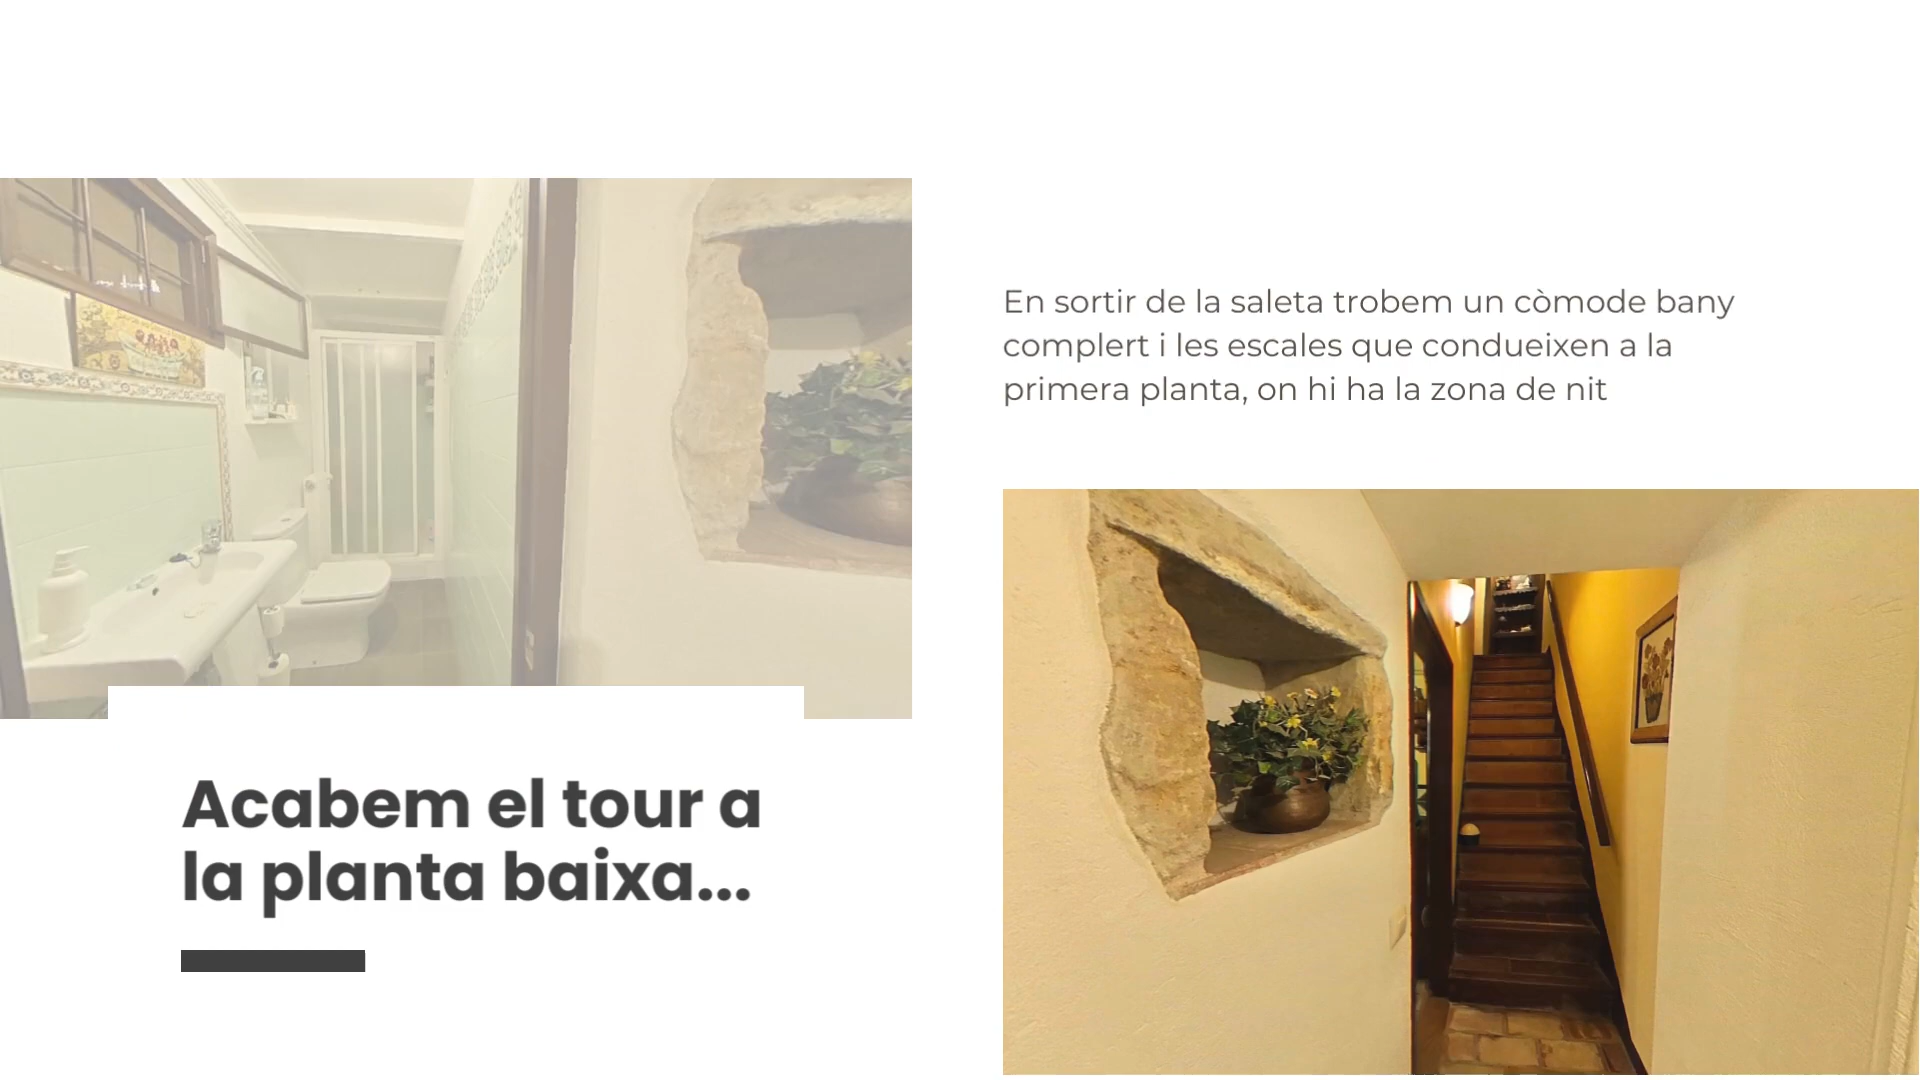 En sortir de la saleta trobem un còmode bany
complert i les escales que condueixen a la
primera planta, on hi ha la zona de nit
Acabem el tour a
la planta baixa...